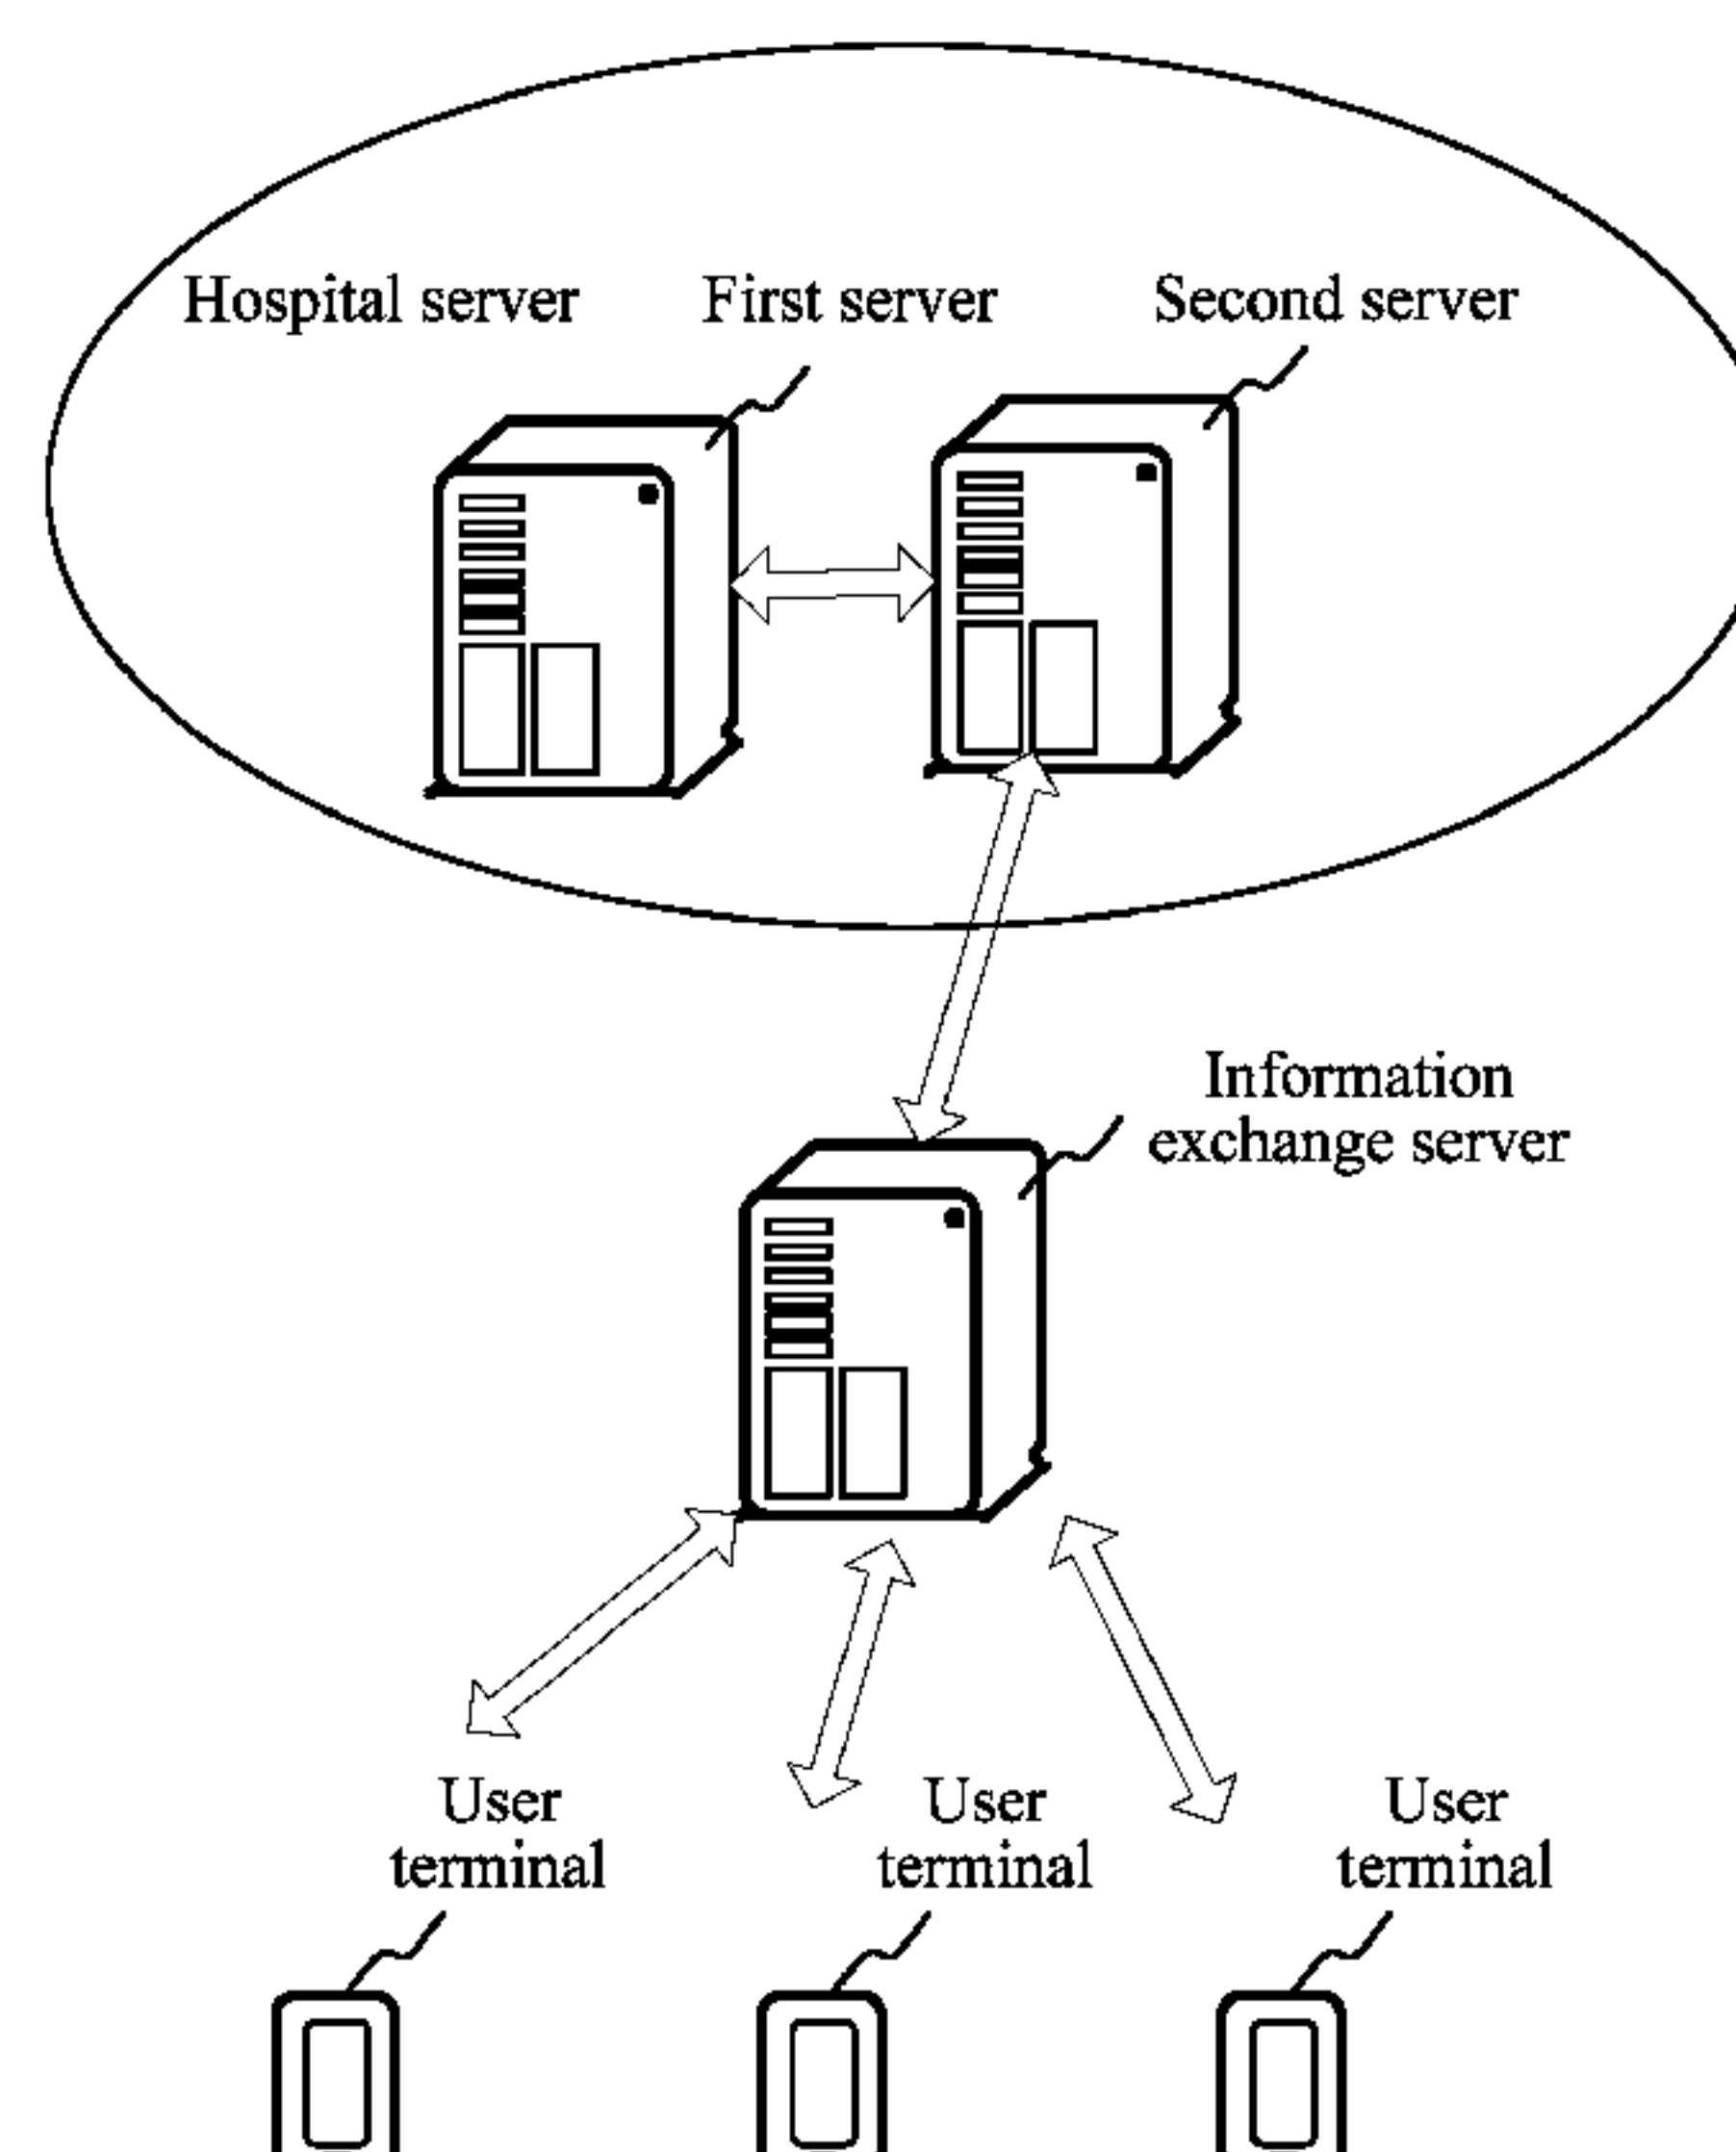 Hospital server
First server
Second server
Information
exchange server
User
terminal
User
terminal
User
terminal